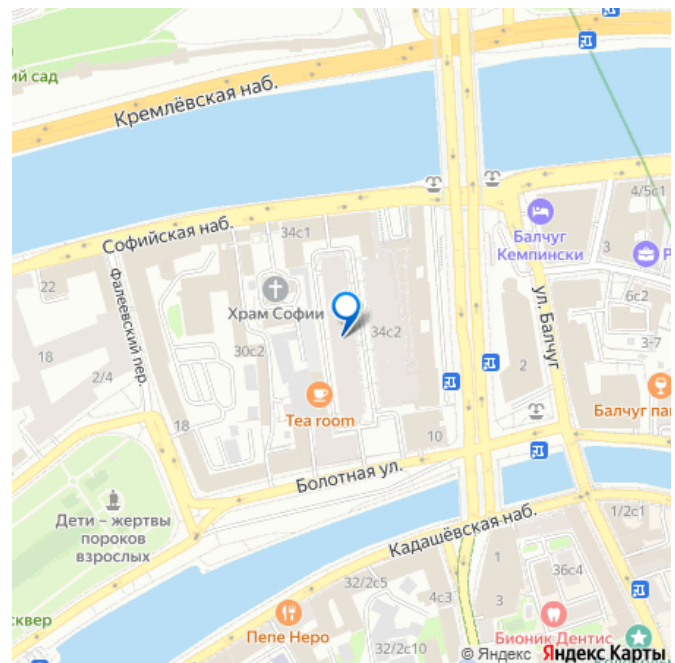 ий сад
Кремлёвская наб.
4/5с1
Софийская наб.
34с1
Балчуг
Кемпински
3
Р
22
Фалеевский пер.
Храм Софии
ул. Балчуг
6с2
18
30с2
34с2
3-7
2/4
2
Tea room
Балчуг па
18
10
Болотная ул.
Дети – жертвы
пороков
взрослых
Кадашёвская наб.
1/2с1
1
32/2с5
36с4
4с3
3
сквер
Пепе Неро
Бионик Дентис
32/2с10
© Яндекс Яндекс Карты